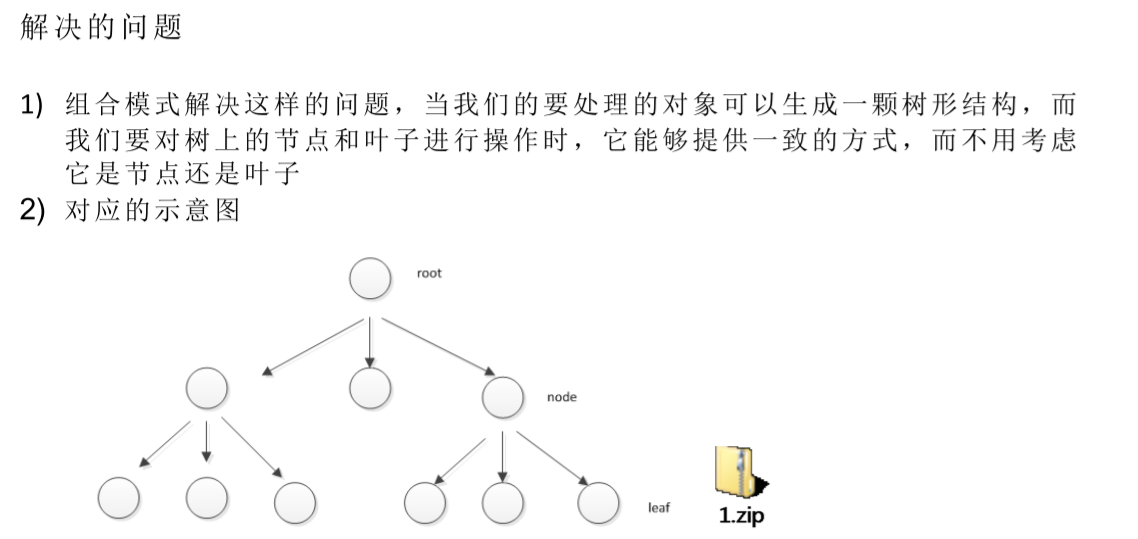 解决的问题
1) 组合模式解决这样的问题，当我们的要处理的对象可以生成一颗树形结构，而
我们要对树上的节点和叶子进行操作时，它能够提供一致的方式，而不用考虑
它是节点还是叶子
2) 对应的示意图
root
node
leaf
1.zip